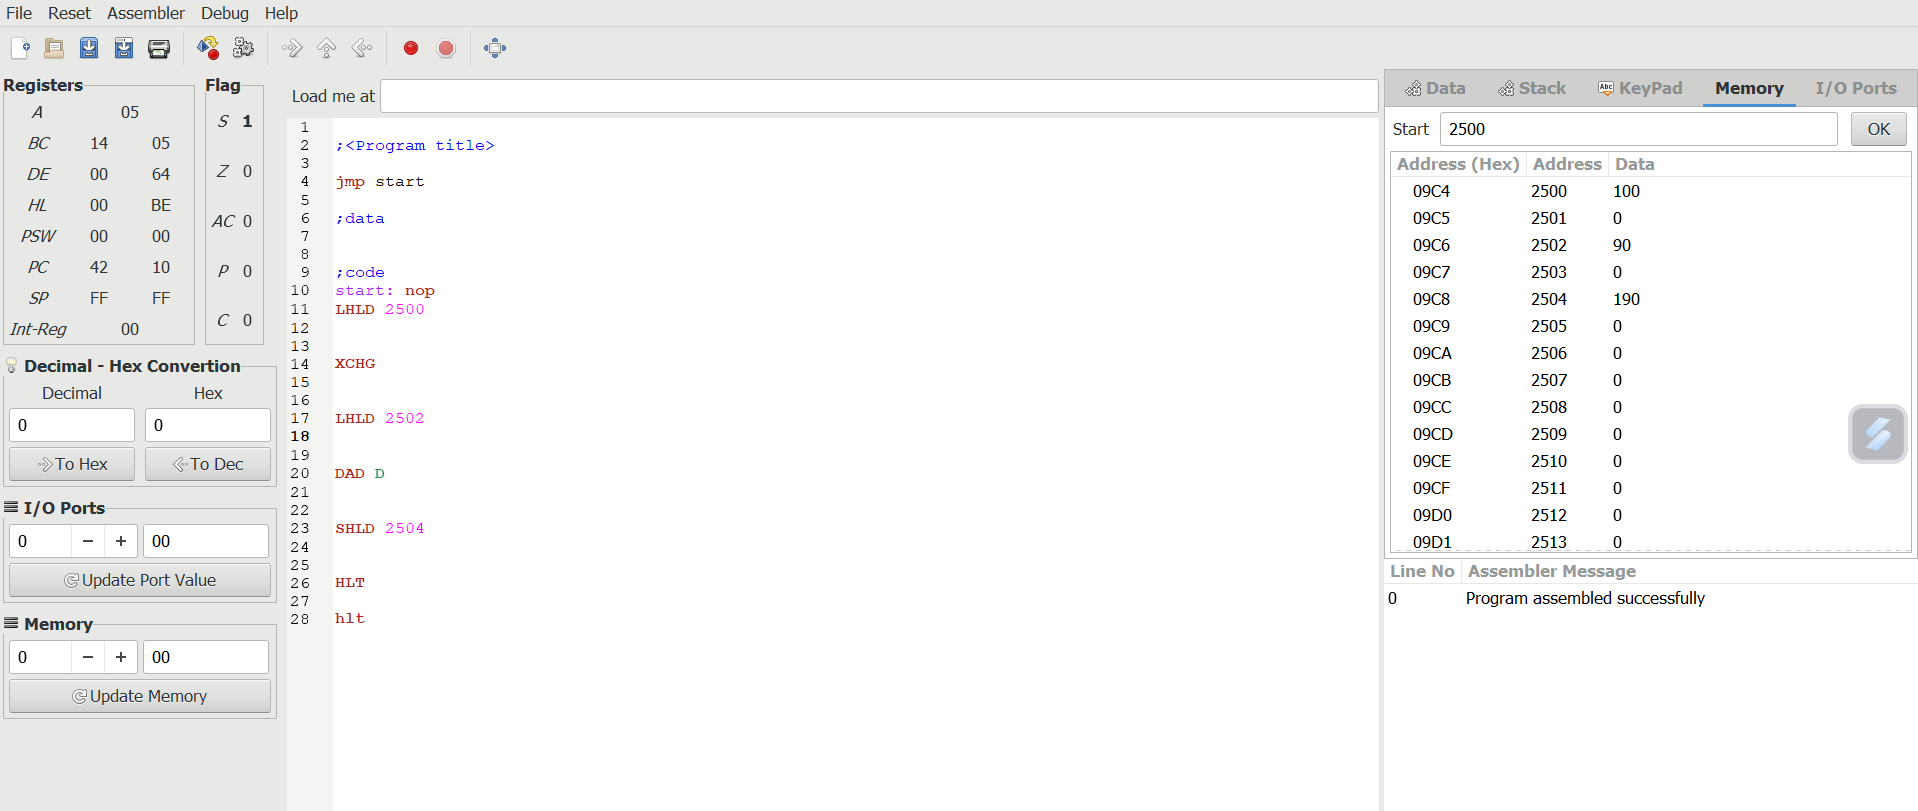 File Reset Assembler Debug Help
Registers
A 05
BC 14 05
DE 00 64
HL 00 BE
PSW 00 00
PC 42 10
SP FF FF
Int-Reg 00
Flag
S 1
Z 0
AC 0
P 0
C 0
Decimal - Hex Convertion
Decimal Hex
0 0
To Hex To Dec
I/O Ports
0 − + 00
Update Port Value
Memory
0 − + 00
Update Memory
Load me at
1
2 ;<Program title>
3
4 jmp start
5
6 ;data
7
8
9 ;code
10 start: nop
11 LHLD 2500
12
13
14 XCHG
15
16
17 LHLD 2502
18
19
20 DAD D
21
22
23 SHLD 2504
24
25
26 HLT
27
28 hlt
Data Stack Abc KeyPad Memory I/O Ports
Start 2500 OK
Address (Hex) Address Data
09C4 2500 100
09C5 2501 0
09C6 2502 90
09C7 2503 0
09C8 2504 190
09C9 2505 0
09CA 2506 0
09CB 2507 0
09CC 2508 0
09CD 2509 0
09CE 2510 0
09CF 2511 0
09D0 2512 0
09D1 2513 0
Line No Assembler Message
0 Program assembled successfully